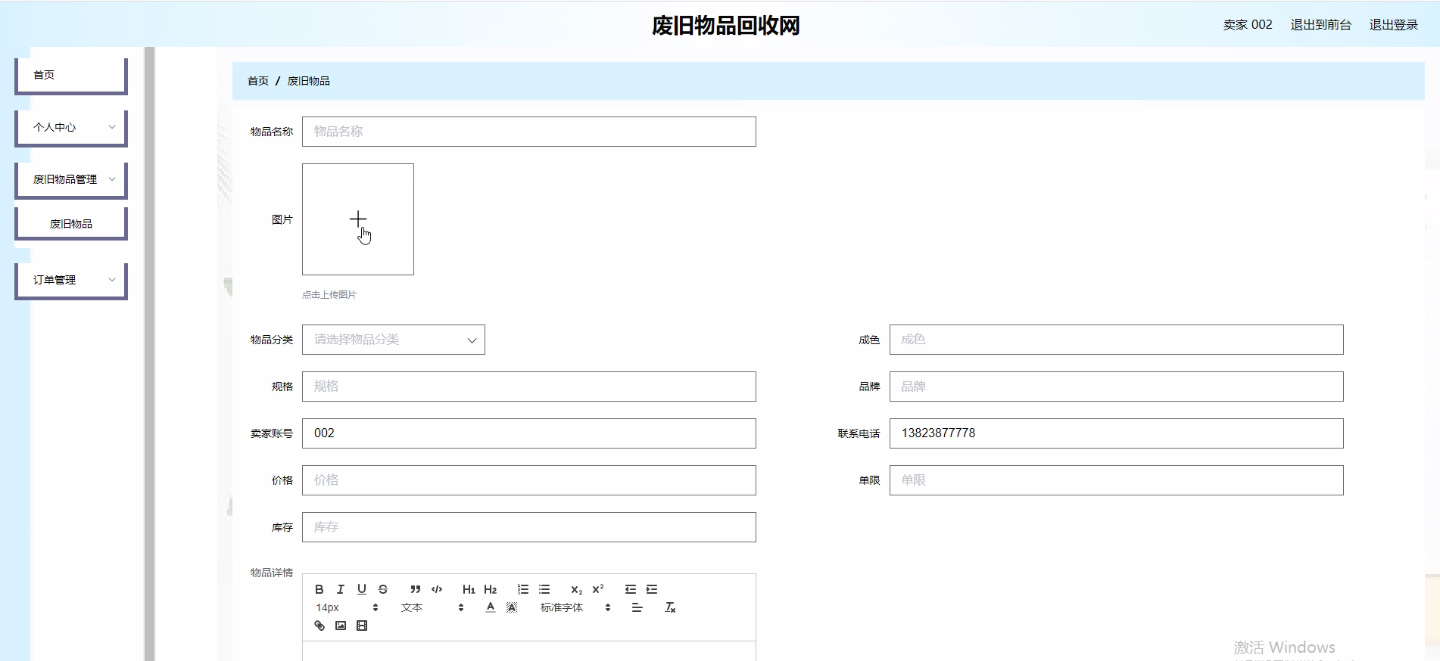 废旧物品回收网
卖家 002 退出到前台 退出登录
首页
个人中心
废旧物品管理
废旧物品
订单管理
首页 / 废旧物品
物品名称 物品名称
图片
点击上传图片
物品分类 请选择物品分类 成色 成色
规格 规格 品牌 品牌
卖家账号 002 联系电话 13823877778
价格 价格 单限 单限
库存 库存
物品详情
B I U S H1 H2 X2 X2
14px 文本 A A 标准字体 Tx
激活 Windows